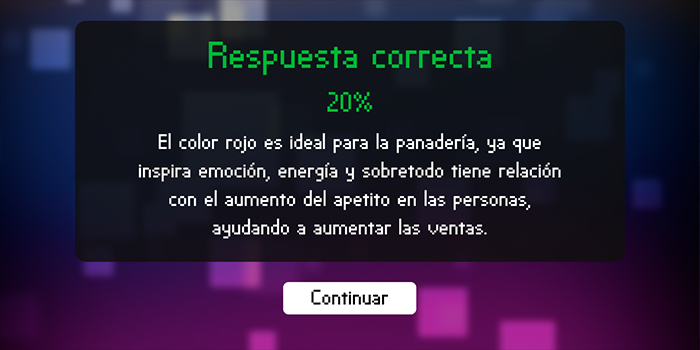 Respuesta correcta
20%
El color rojo es ideal para la panadería, ya que
inspira emoción, energía y sobretodo tiene relación
con el aumento del apetito en las personas,
ayudando a aumentar las ventas.
Continuar